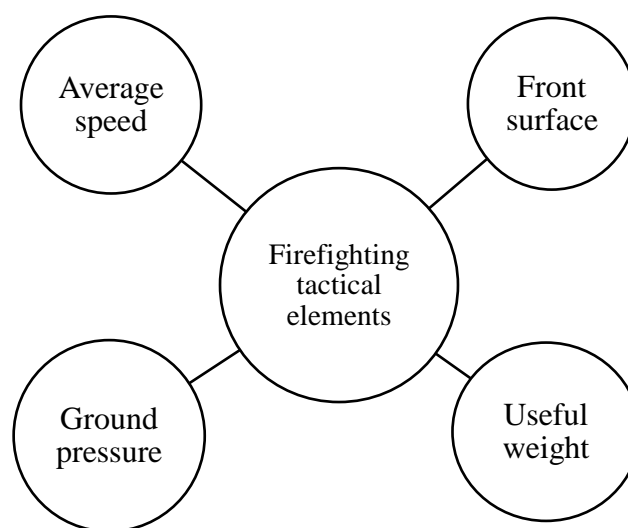 Average
speed
Front
surface
Firefighting
tactical
elements
Ground
pressure
Useful
weight